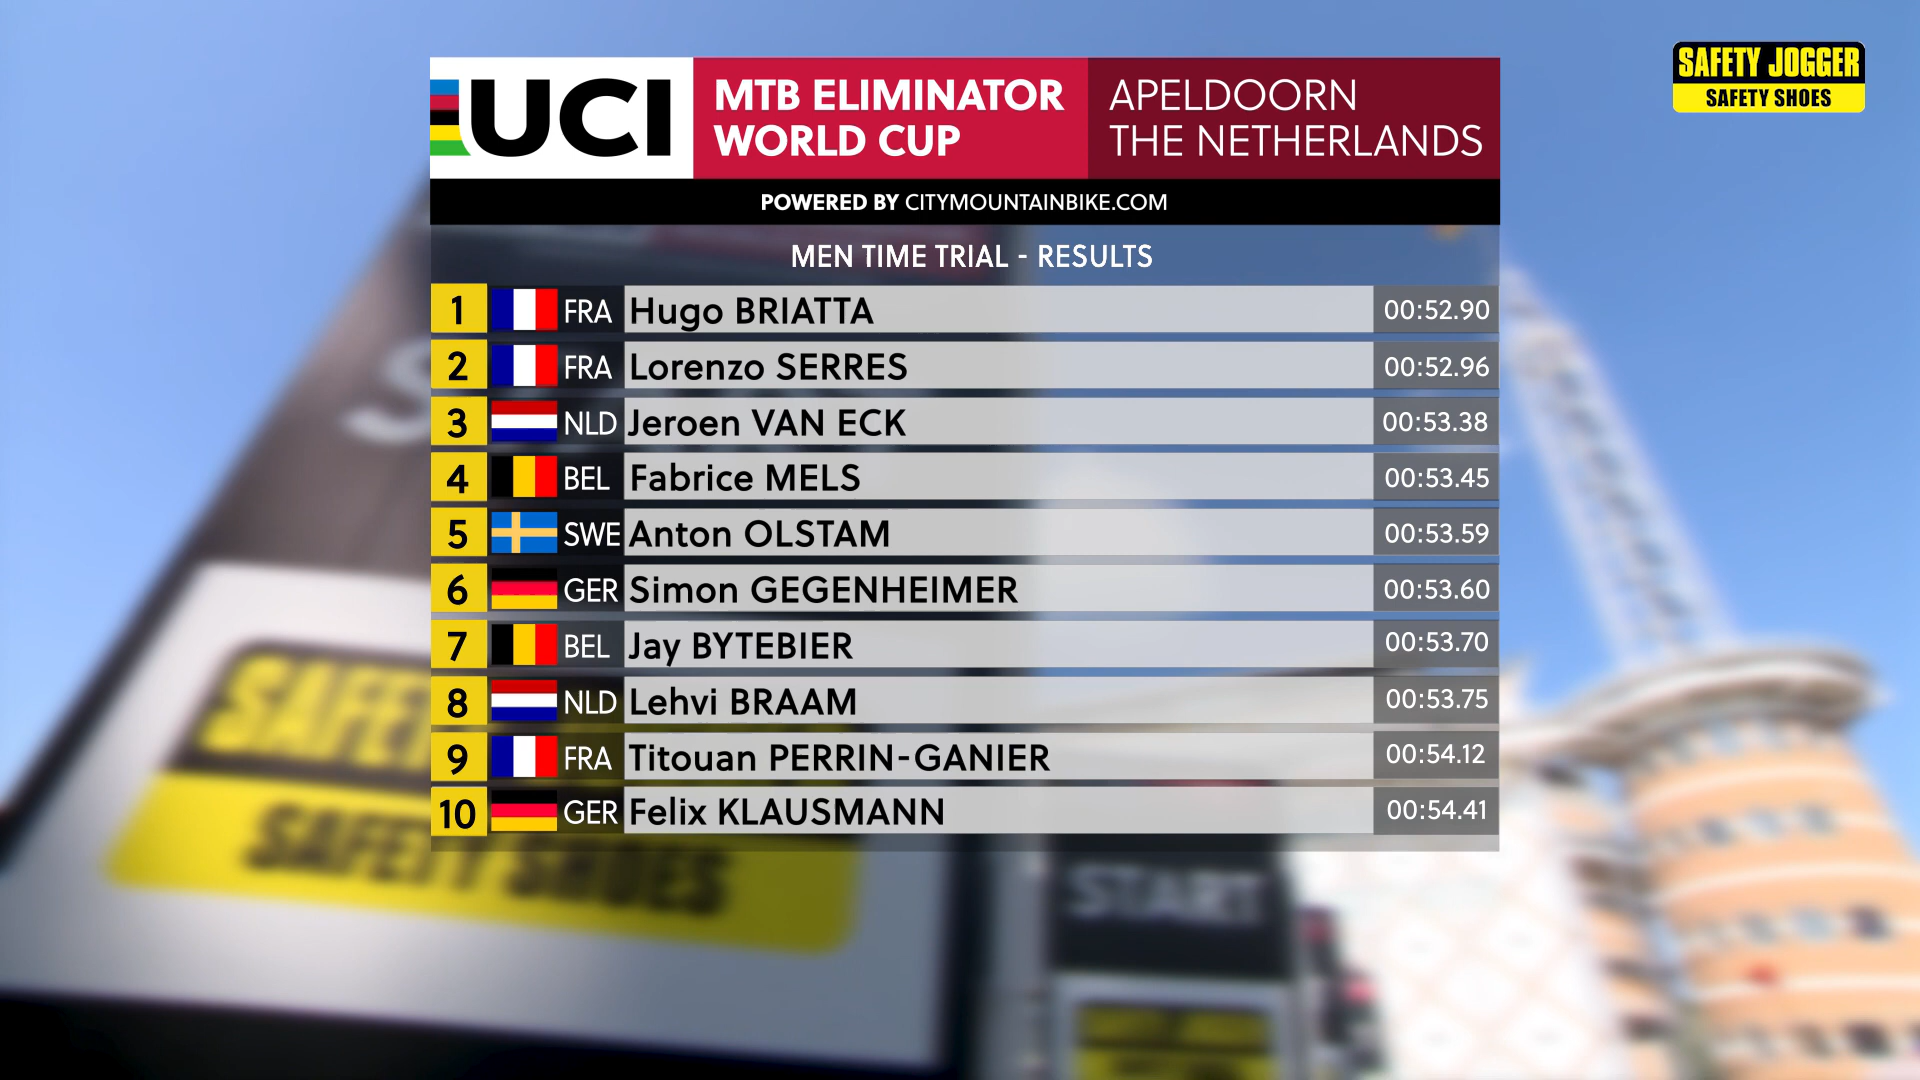 UCI
MTB ELIMINATOR
WORLD CUP
APELDOORN
THE NETHERLANDS
SAFETY JOGGER
SAFETY SHOES
POWERED BY CITYMOUNTAINBIKE.COM
MEN TIME TRIAL - RESULTS
1 FRA Hugo BRIATTA 00:52.90
2 FRA Lorenzo SERRES 00:52.96
3 NLD Jeroen VAN ECK 00:53.38
4 BEL Fabrice MELS 00:53.45
5 SWE Anton OLSTAM 00:53.59
6 GER Simon GEGENHEIMER 00:53.60
7 BEL Jay BYTEBIER 00:53.70
8 NLD Lehvi BRAAM 00:53.75
9 FRA Titouan PERRIN-GANIER 00:54.12
10 GER Felix KLAUSMANN 00:54.41
SAFETY SHOES
START